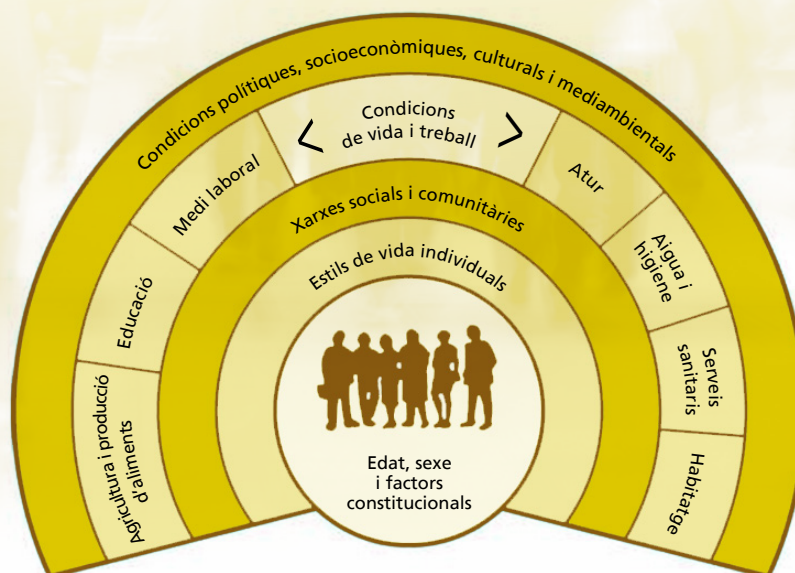 Condicions polítiques, socioeconòmiques, culturals i mediambientals
Condicions
de vida i treball
Medi laboral
Atur
Educació
Aigua i
higiene
Agricultura i producció
d'aliments
Serveis
sanitaris
Habitatge
Xarxes socials i comunitàries
Estils de vida individuals
Edat, sexe
i factors
constitucionals